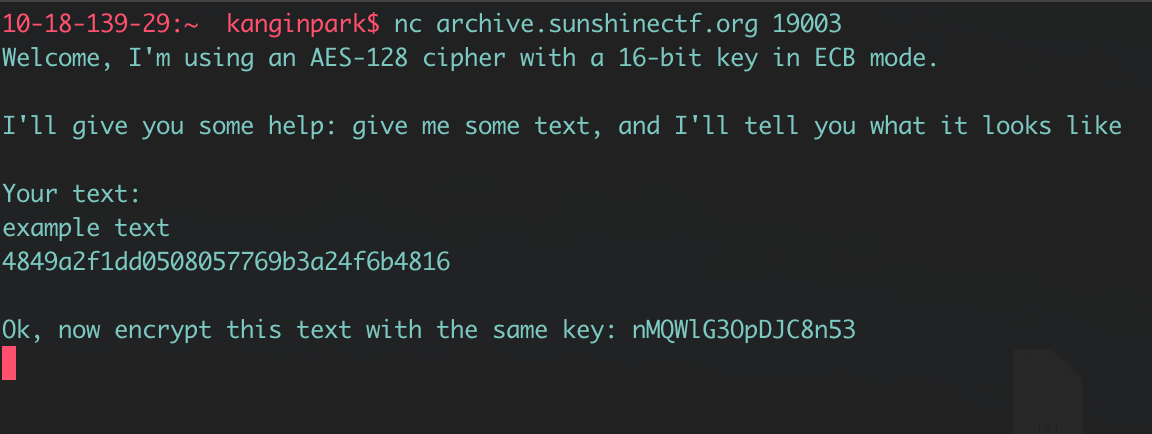 10-18-139-29:~  kanginpark$ nc archive.sunshinectf.org 19003
Welcome, I'm using an AES-128 cipher with a 16-bit key in ECB mode.
I'll give you some help: give me some text, and I'll tell you what it looks like
Your text:
example text
4849a2f1dd0508057769b3a24f6b4816
Ok, now encrypt this text with the same key: nMQWlG3OpDJC8n53
TXT